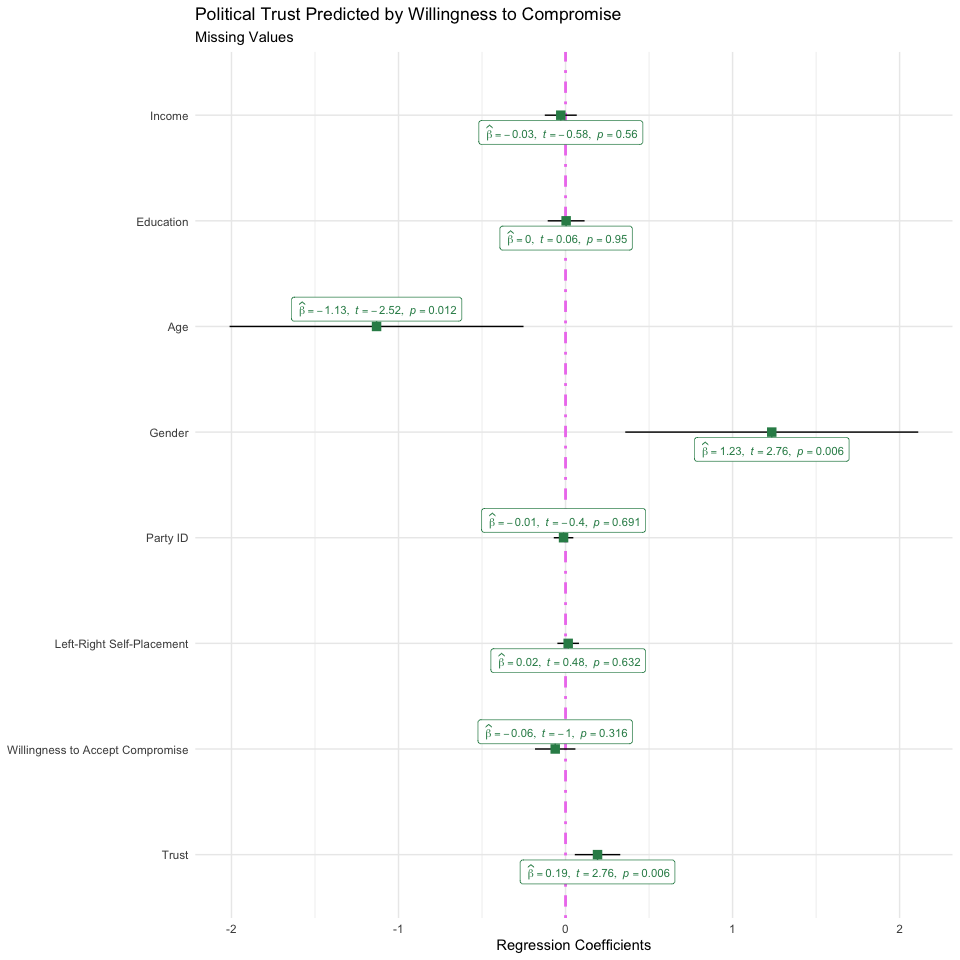 Political Trust Predicted by Willingness to Compromise
Missing Values
Income
β̂ = −0.03, t = −0.58, p = 0.56
Education
β̂ = 0, t = 0.06, p = 0.95
β̂ = −1.13, t = −2.52, p = 0.012
Age
Gender
β̂ = 1.23, t = 2.76, p = 0.006
β̂ = −0.01, t = −0.4, p = 0.691
Party ID
Left-Right Self-Placement
β̂ = 0.02, t = 0.48, p = 0.632
β̂ = −0.06, t = −1, p = 0.316
Willingness to Accept Compromise
Trust
β̂ = 0.19, t = 2.76, p = 0.006
-2 -1 0 1 2
Regression Coefficients